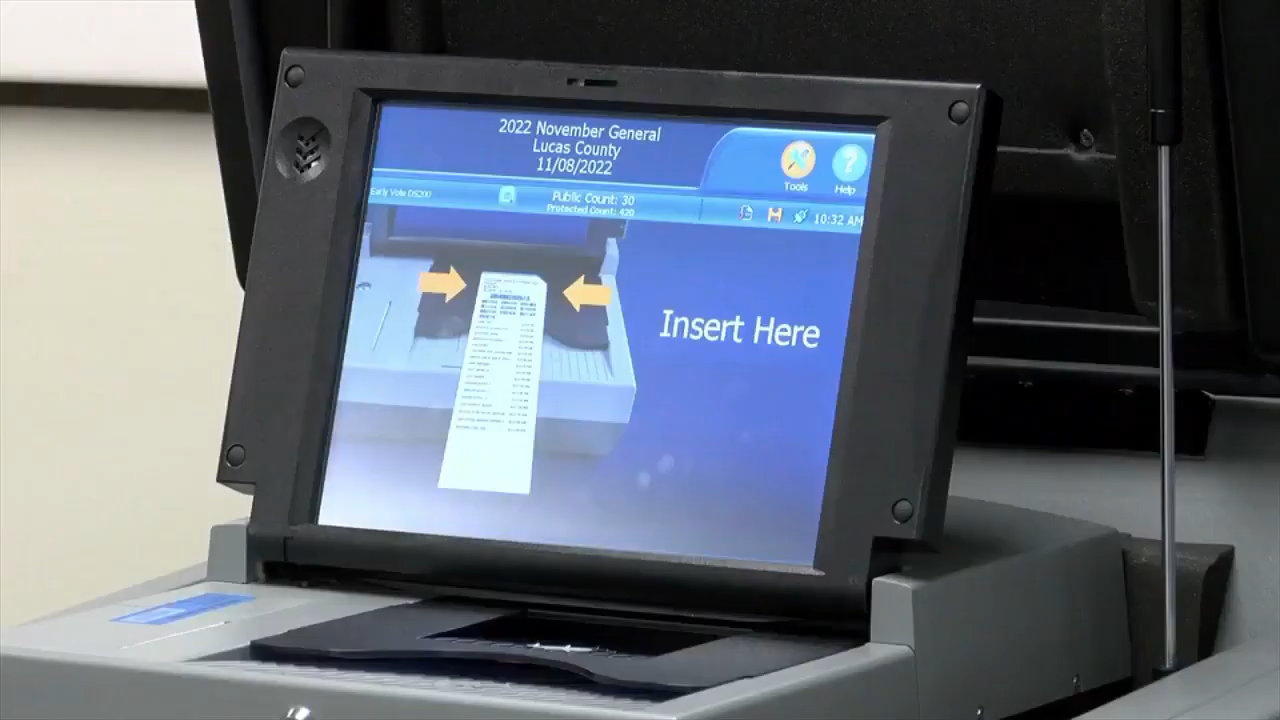 2022 November General
Lucas County
11/08/2022
Tools
Help
Early Vote DS200
Public Count: 30
Protected Count: 420
10:32 AM
Insert Here